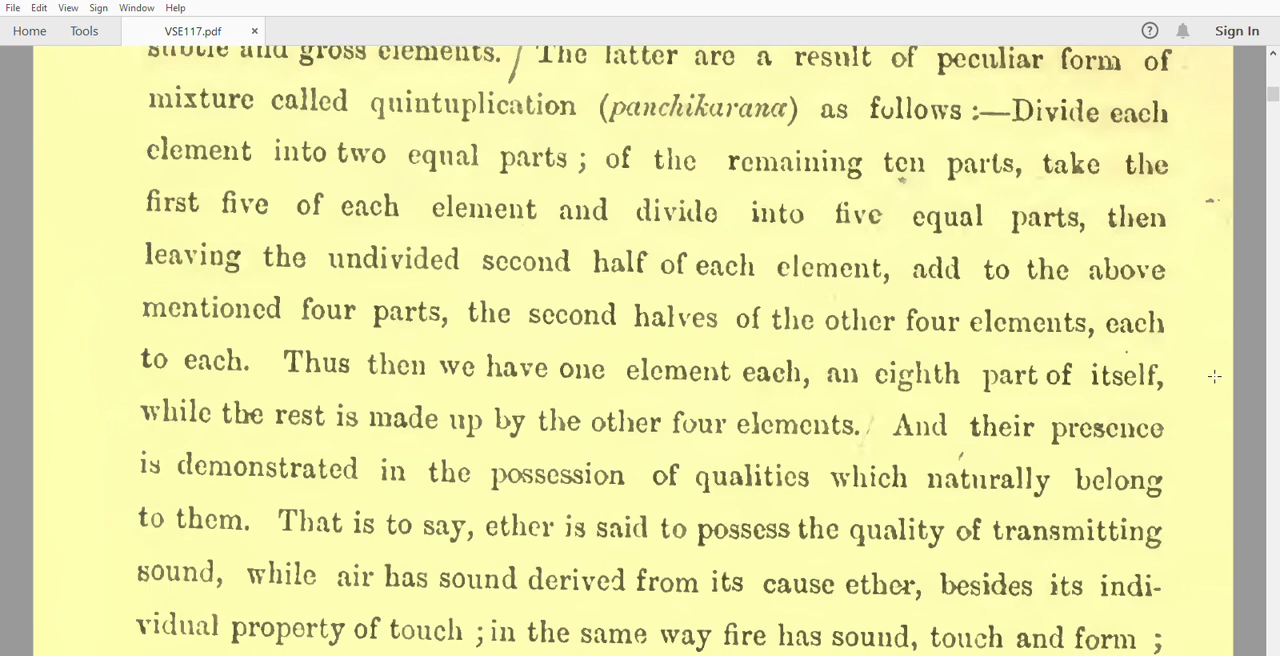 File Edit View Sign Window Help
Home Tools VSE117.pdf × Sign In
subtle and gross elements. / The latter are a result of peculiar form of
mixture called quintuplication (panchikarana) as follows :—Divide each
element into two equal parts ; of the remaining ten parts, take the
first five of each element and divide into five equal parts, then
leaving the undivided second half of each element, add to the above
mentioned four parts, the second halves of the other four elements, each
to each. Thus then we have one element each, an eighth part of itself,
while the rest is made up by the other four elements. And their presence
is demonstrated in the possession of qualities which naturally belong
to them. That is to say, ether is said to possess the quality of transmitting
sound, while air has sound derived from its cause ether, besides its indi-
vidual property of touch ; in the same way fire has sound, touch and form ;